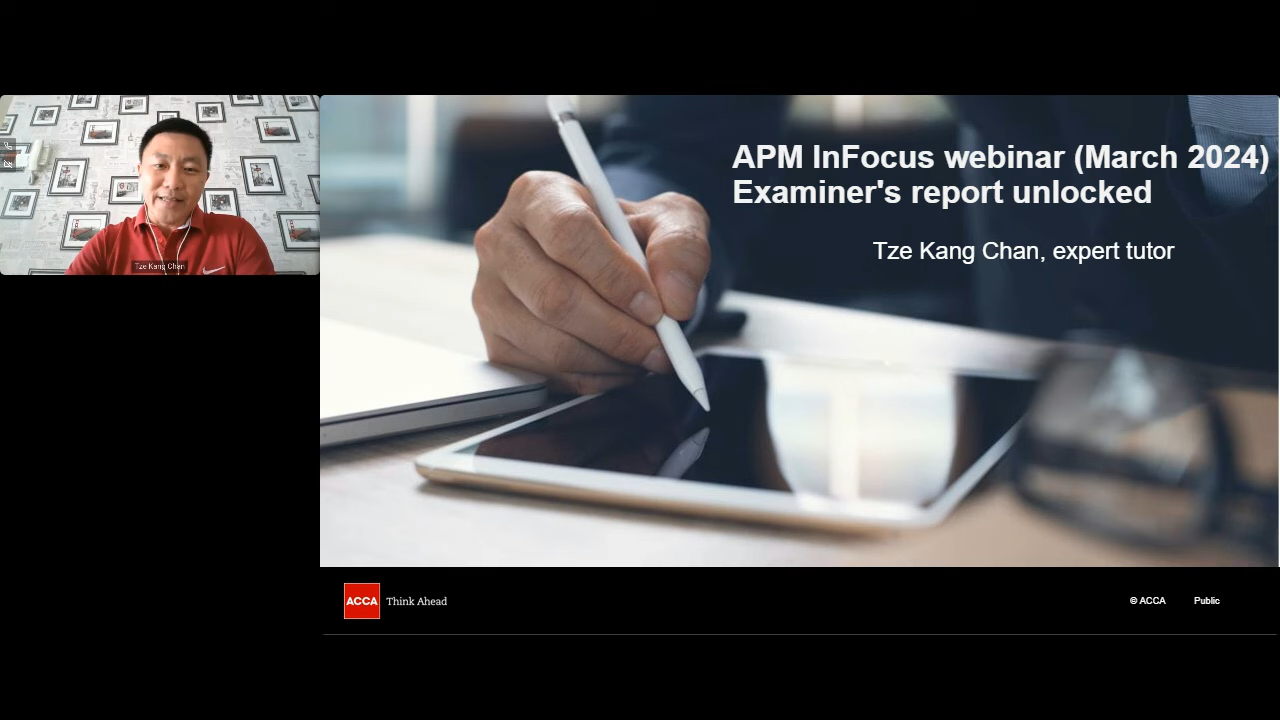 APM InFocus webinar (March 2024)
Examiner's report unlocked
Tze Kang Chan, expert tutor
Tze Kang Chan
ACCA
Think Ahead
© ACCA
Public